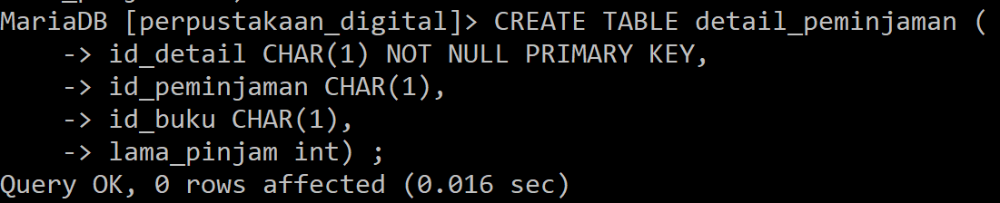 MariaDB [perpustakaan_digital]> CREATE TABLE detail_peminjaman (
    -> id_detail CHAR(1) NOT NULL PRIMARY KEY,
    -> id_peminjaman CHAR(1),
    -> id_buku CHAR(1),
    -> lama_pinjam int) ;
Query OK, 0 rows affected (0.016 sec)